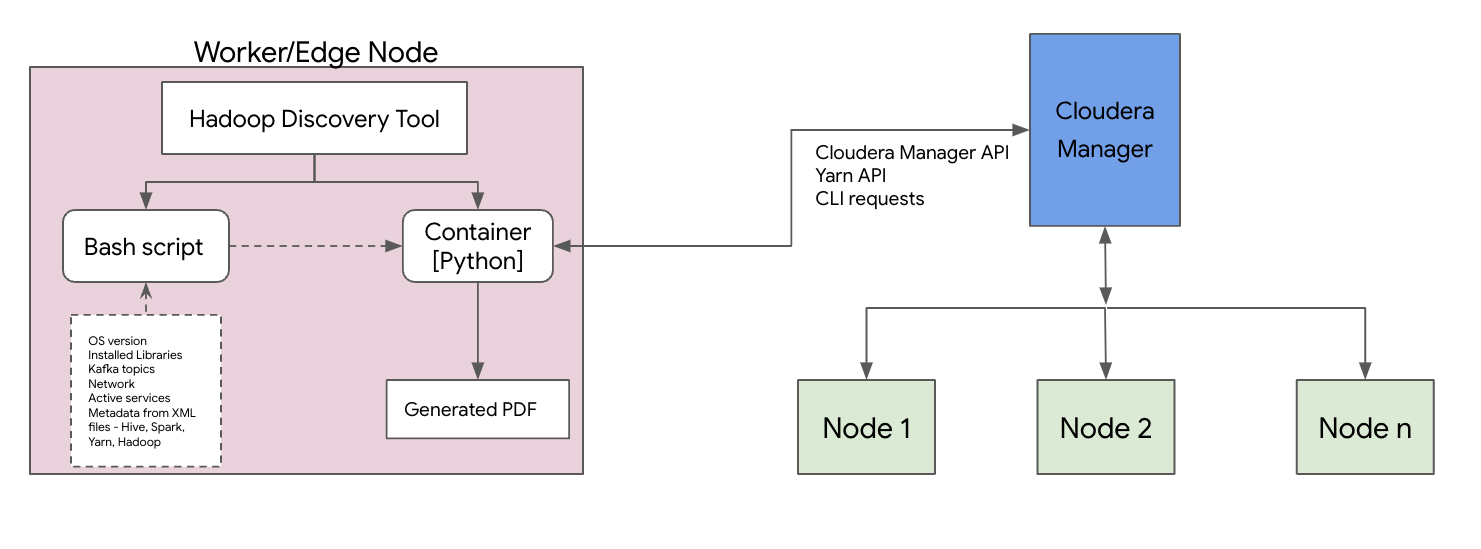 Worker/Edge Node
Hadoop Discovery Tool
Bash script
Container
[Python]
OS version
Installed Libraries
Kafka topics
Network
Active services
Metadata from XML
files - Hive, Spark,
Yarn, Hadoop
Generated PDF
Cloudera Manager API
Yarn API
CLI requests
Cloudera
Manager
Node 1
Node 2
Node n